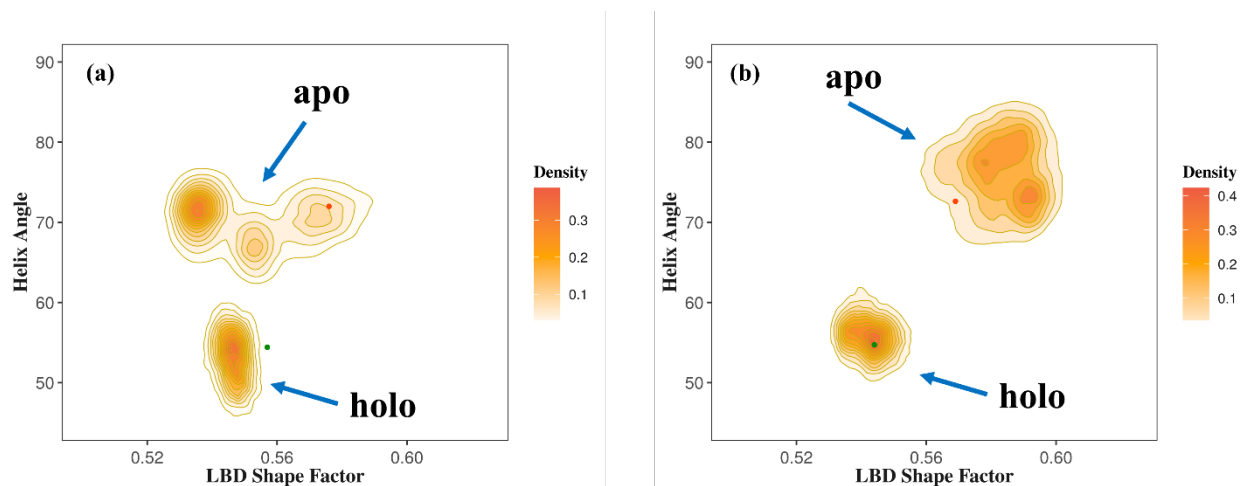 (a)
apo
holo
90
80
70
60
50
Helix Angle
0.52
0.56
0.60
LBD Shape Factor
Density
0.3
0.2
0.1
(b)
apo
holo
90
80
70
60
50
Helix Angle
0.52
0.56
0.60
LBD Shape Factor
Density
0.4
0.3
0.2
0.1